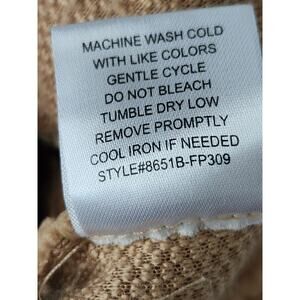 MACHINE WASH COLD
WITH LIKE COLORS
GENTLE CYCLE
DO NOT BLEACH
TUMBLE DRY LOW
REMOVE PROMPTLY
COOL IRON IF NEEDED
STYLE#8651B-FP309